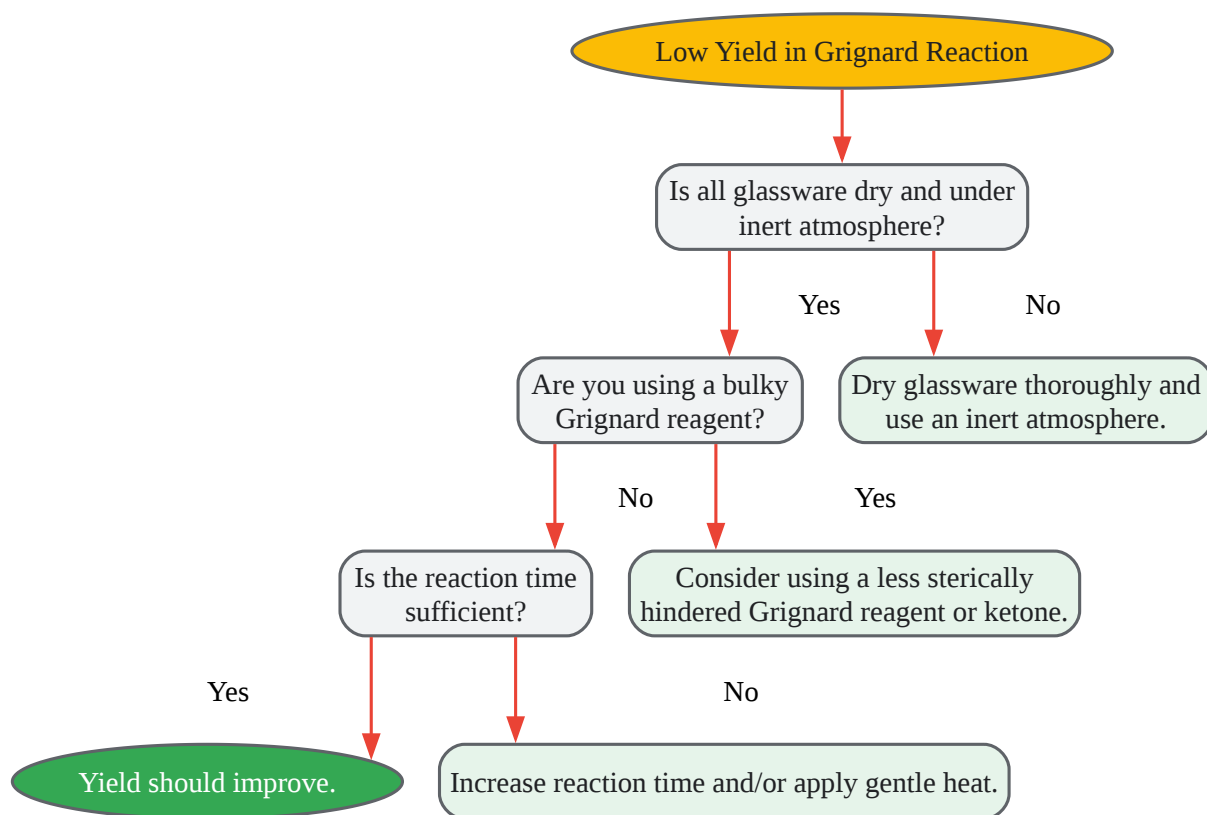 Low Yield in Grignard Reaction
Is all glassware dry and under
inert atmosphere?
Yes
No
Are you using a bulky
Grignard reagent?
Dry glassware thoroughly and
use an inert atmosphere.
No
Yes
Is the reaction time
sufficient?
Consider using a less sterically
hindered Grignard reagent or ketone.
Yes
No
Yield should improve.
Increase reaction time and/or apply gentle heat.